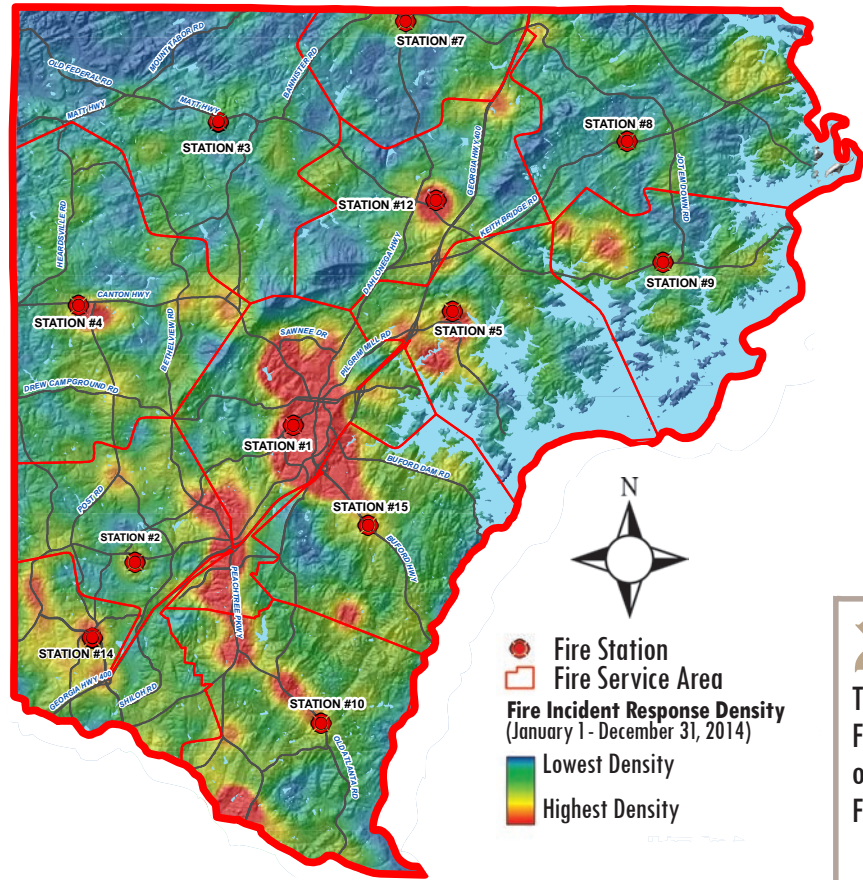 STATION #7
MOUNT TABOR RD
OLD FEDERAL RD
BANNISTER RD
MATT HWY
MATT HWY
STATION #3
GEORGIA HWY 400
STATION #8
JOT EM DOWN RD
STATION #12
KEITH BRIDGE RD
HEARDSVILLE RD
DAHLONEGA HWY
STATION #9
CANTON HWY
STATION #4
BETHELVIEW RD
STATION #5
SAWNEE DR
PILGRIM MILL RD
DREW CAMPGROUND RD
STATION #1
BUFORD DAM RD
POST RD
STATION #15
STATION #2
BUFORD HWY
PEACHTREE PKWY
STATION #14
GEORGIA HWY 400
SHILOH RD
STATION #10
OLD ATLANTA RD
N
Fire Station
Fire Service Area
Fire Incident Response Density
(January 1 - December 31, 2014)
Lowest Density
Highest Density
T
F
o
F